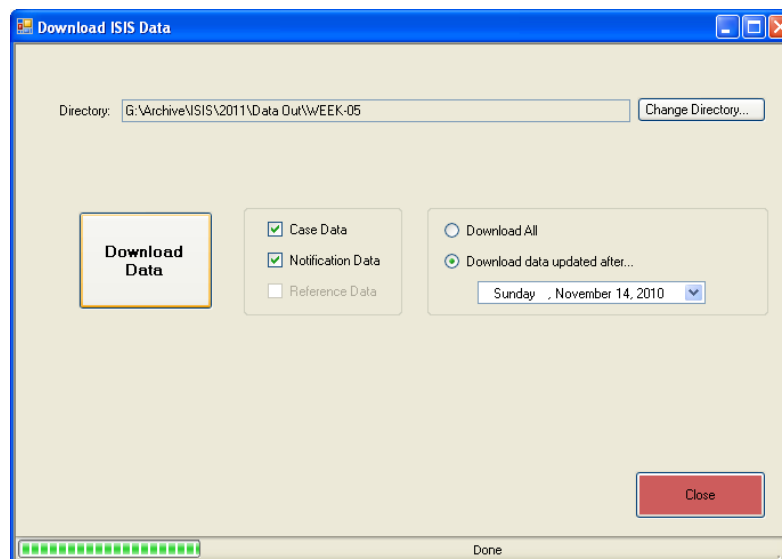 Download ISIS Data
Directory: G:\Archive\ISIS\2011\Data Out\WEEK-05 Change Directory...
Download
Data
Case Data
Notification Data
Reference Data
Download All
Download data updated after...
Sunday , November 14, 2010
Close
Done